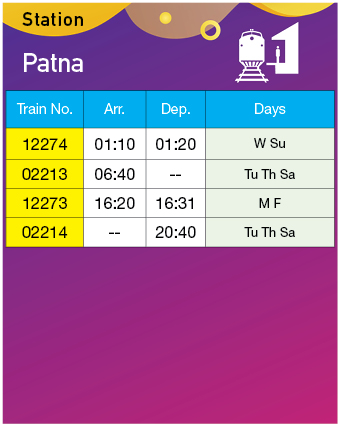 Station
Patna
Train No. Arr. Dep. Days
12274 01:10 01:20 W Su
02213 06:40 -- Tu Th Sa
12273 16:20 16:31 M F
02214 -- 20:40 Tu Th Sa